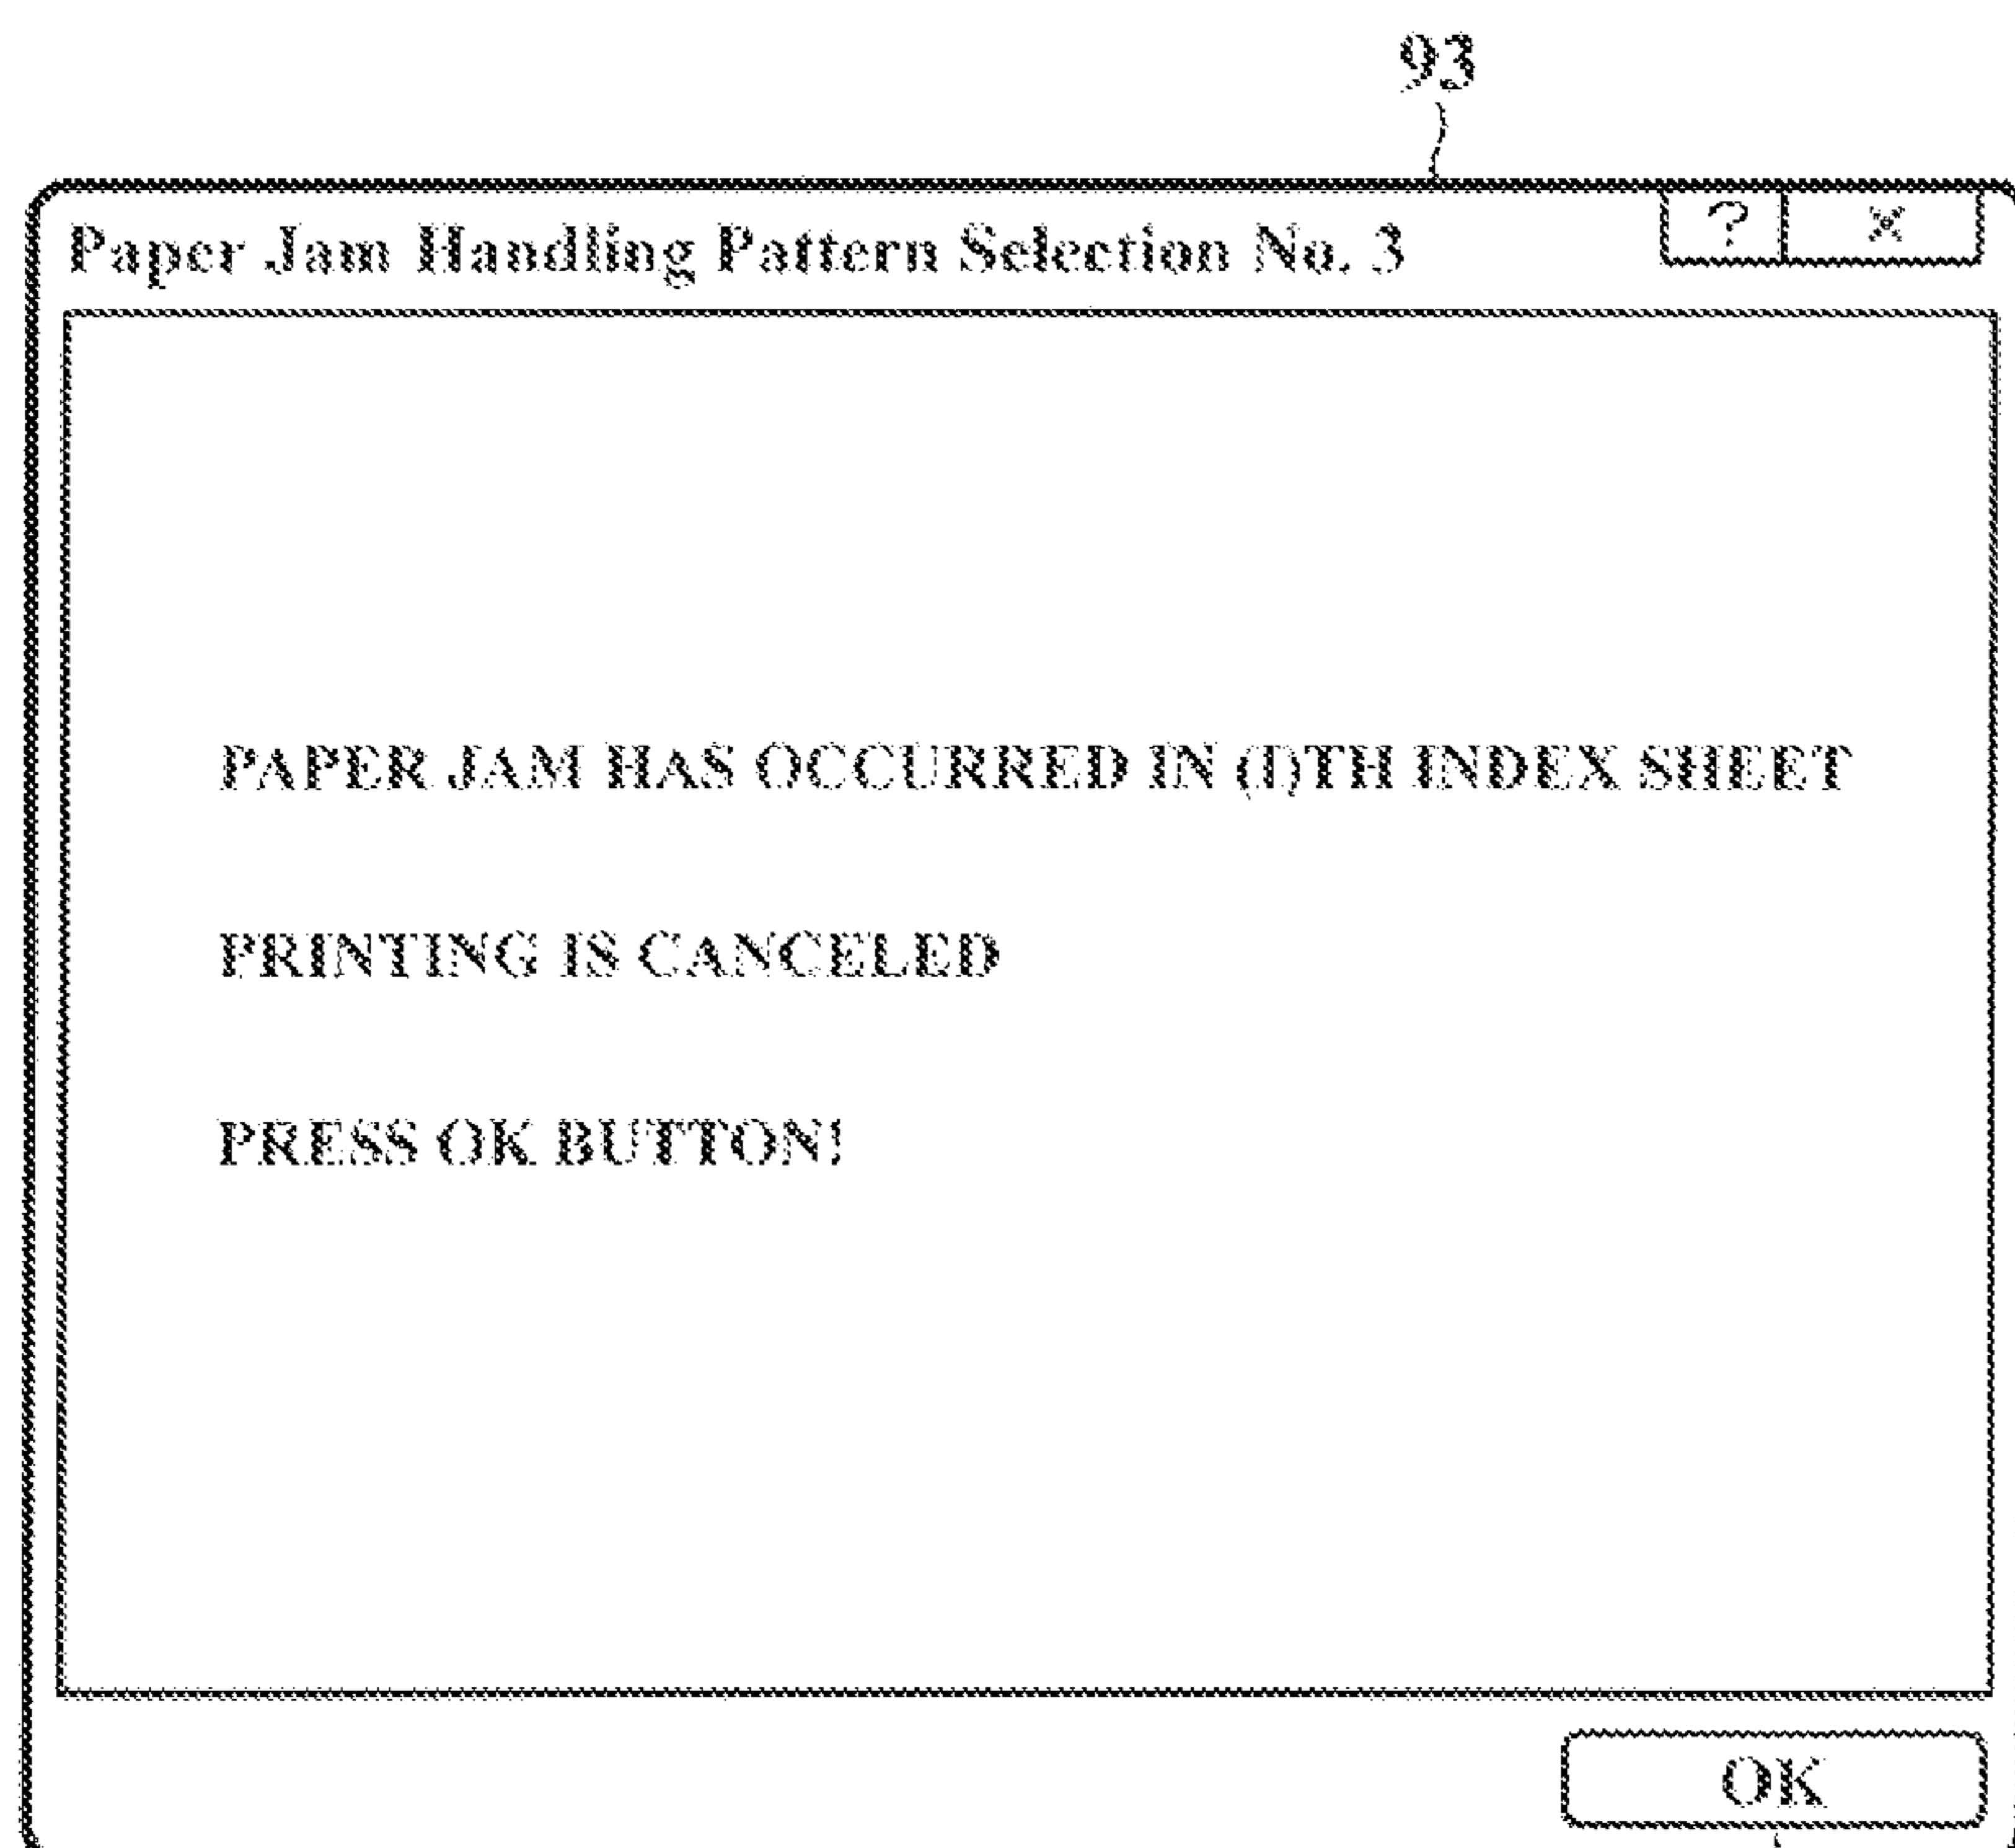 93
Paper Jam Handling Pattern Selection No. 3
? X
PAPER JAM HAS OCCURRED IN (I)TH INDEX SHEET
PRINTING IS CANCELED
PRESS OK BUTTON!
OK